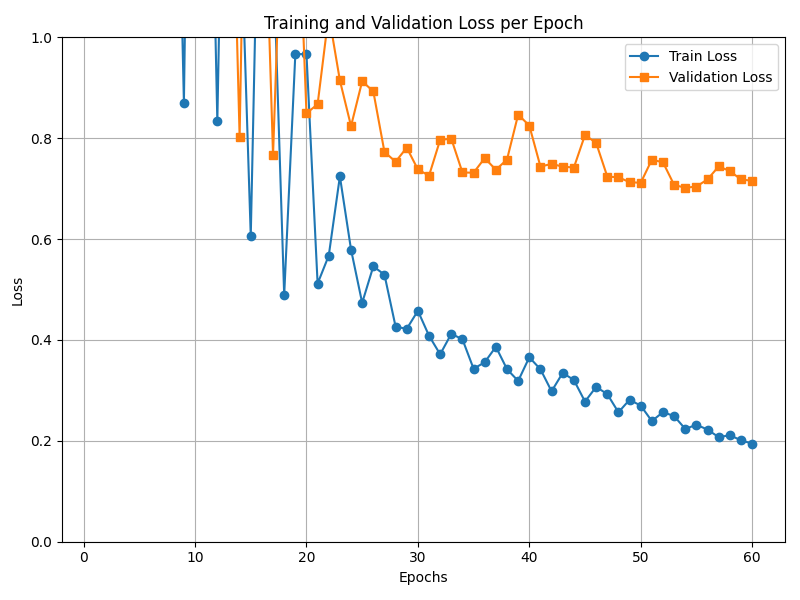 Training and Validation Loss per Epoch
Train Loss
Validation Loss
1.0
0.8
0.6
0.4
0.2
0.0
Loss
0 10 20 30 40 50 60
Epochs